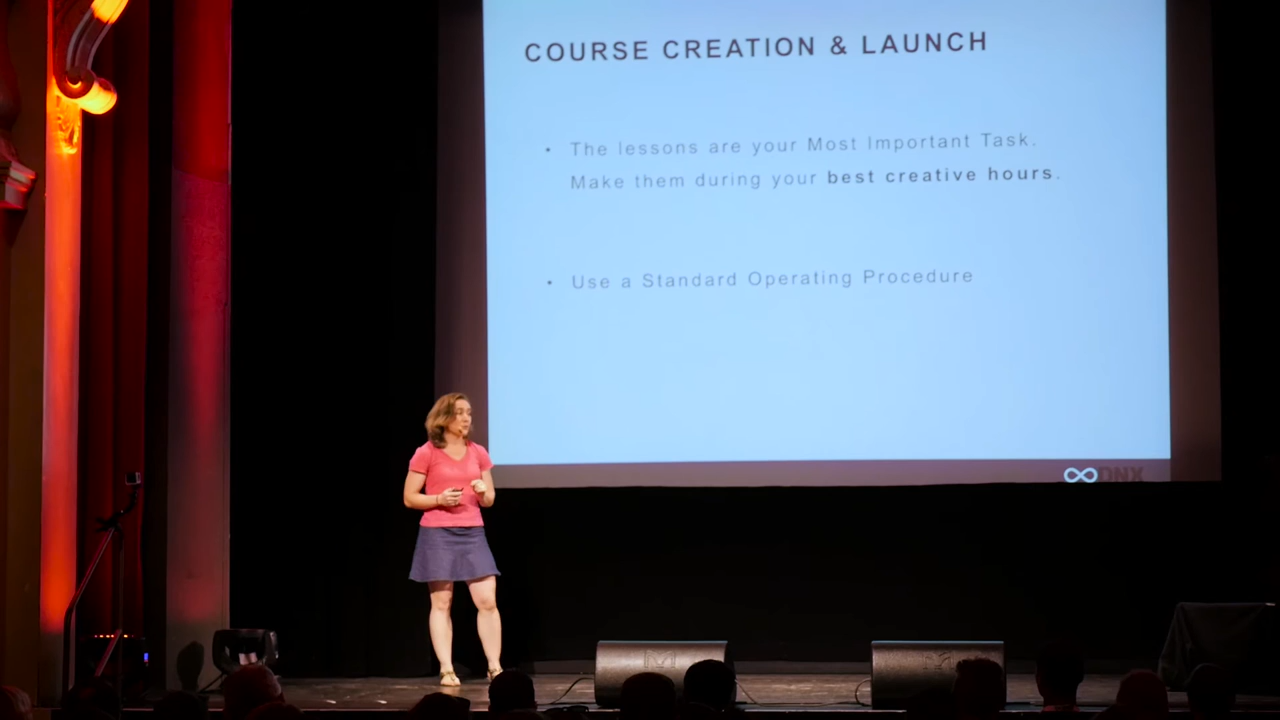 COURSE CREATION & LAUNCH
• The lessons are your Most Important Task.
Make them during your best creative hours.
• Use a Standard Operating Procedure
DNX